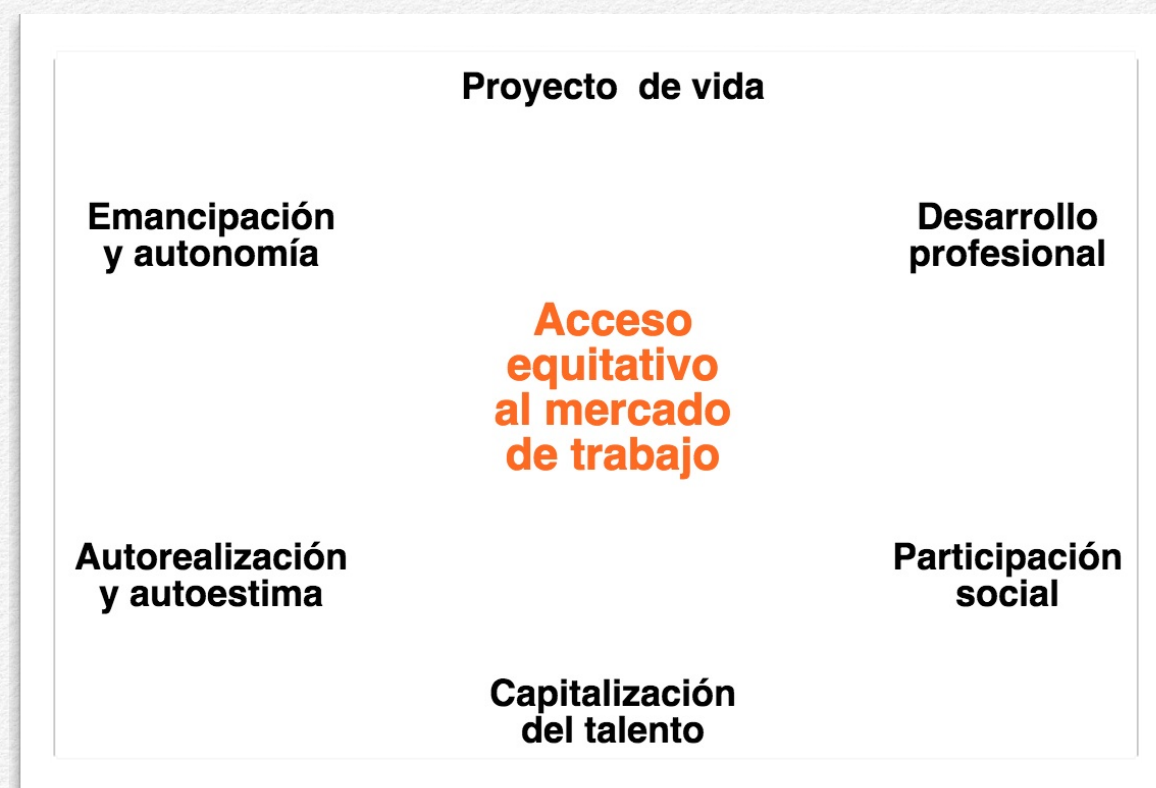 Proyecto de vida
Emancipación
y autonomía
Desarrollo
profesional
Acceso
equitativo
al mercado
de trabajo
Autorealización
y autoestima
Participación
social
Capitalización
del talento